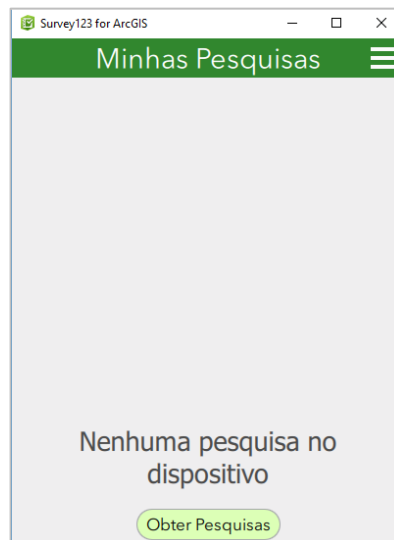 Survey123 for ArcGIS
Minhas Pesquisas
Nenhuma pesquisa no
dispositivo
Obter Pesquisas